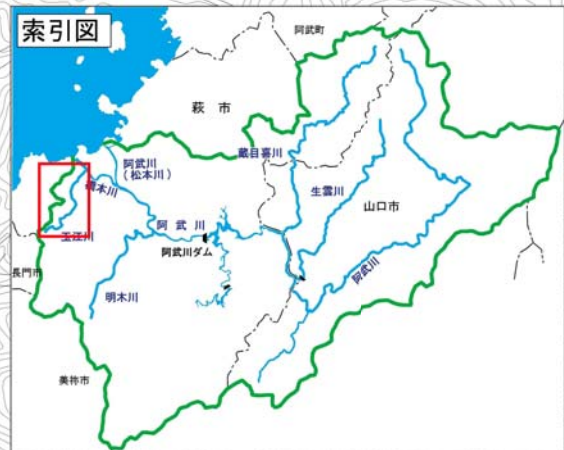 索引図
阿武町
萩市
蔵目喜川
阿武川
(松本川)
橋本川
生雲川
山口市
阿武川
玉江川
阿武川ダム
阿武川
長門市
明木川
美祢市